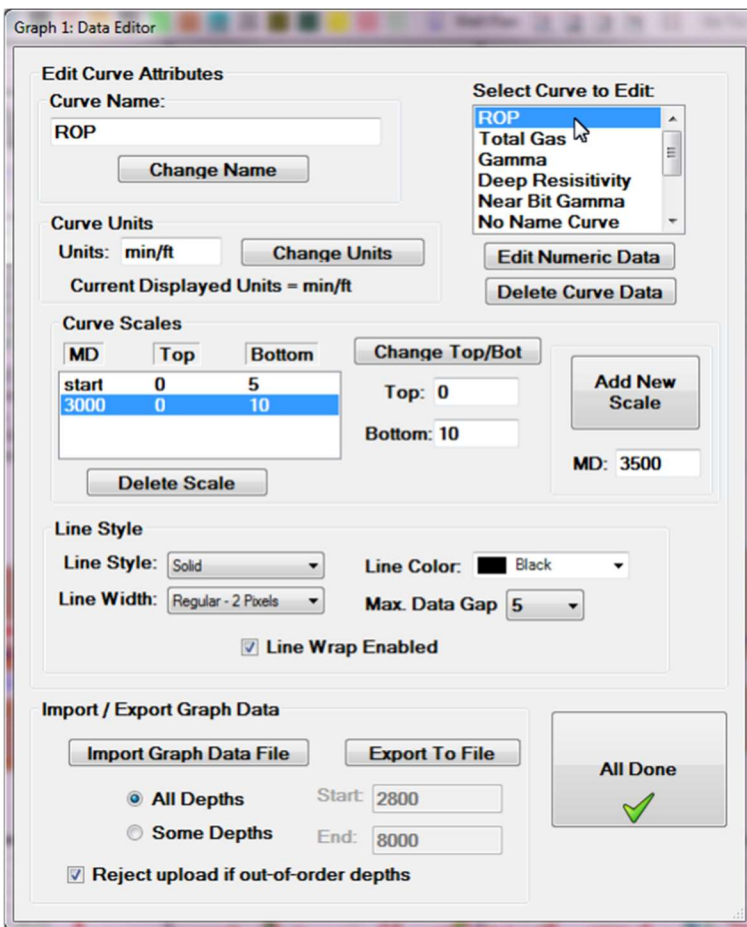 Graph 1: Data Editor
Edit Curve Attributes
Curve Name:
ROP
Change Name
Select Curve to Edit:
ROP
Total Gas
Gamma
Deep Resisitivity
Near Bit Gamma
No Name Curve
Edit Numeric Data
Delete Curve Data
Curve Units
Units: min/ft Change Units
Current Displayed Units = min/ft
Curve Scales
MD Top Bottom
start 0 5
3000 0 10
Delete Scale
Change Top/Bot
Top: 0
Bottom: 10
Add New
Scale
MD: 3500
Line Style
Line Style: Solid
Line Color: Black
Line Width: Regular - 2 Pixels
Max. Data Gap 5
Line Wrap Enabled
Import / Export Graph Data
Import Graph Data File Export To File
All Depths Start: 2800
Some Depths End: 8000
Reject upload if out-of-order depths
All Done